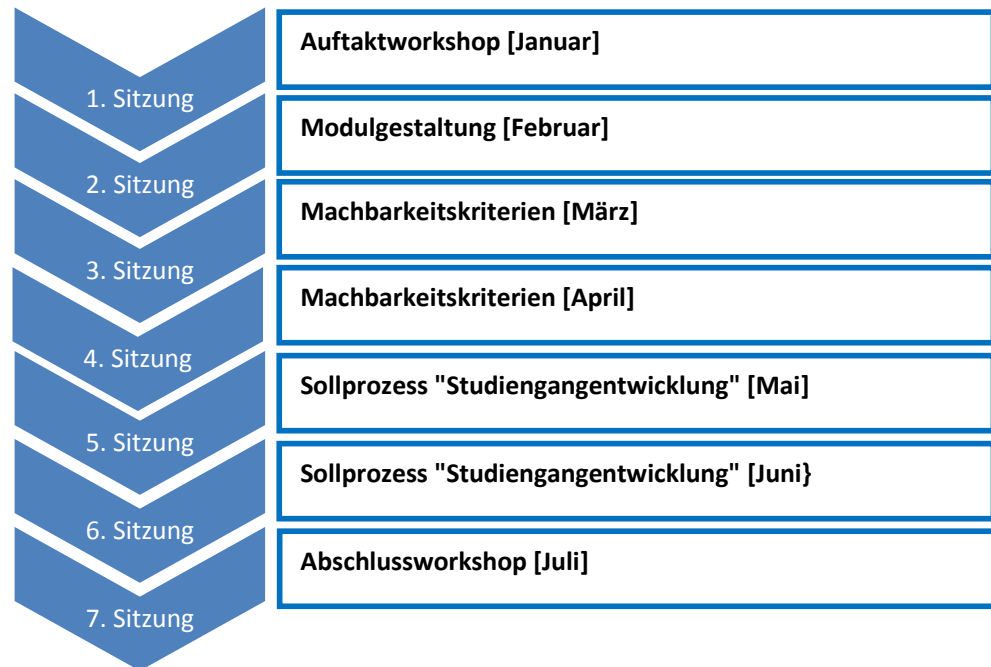 Auftaktworkshop [Januar]
1. Sitzung
Modulgestaltung [Februar]
2. Sitzung
Machbarkeitskriterien [März]
3. Sitzung
Machbarkeitskriterien [April]
4. Sitzung
Sollprozess "Studiengangentwicklung" [Mai]
5. Sitzung
Sollprozess "Studiengangentwicklung" [Juni}
6. Sitzung
Abschlussworkshop [Juli]
7. Sitzung